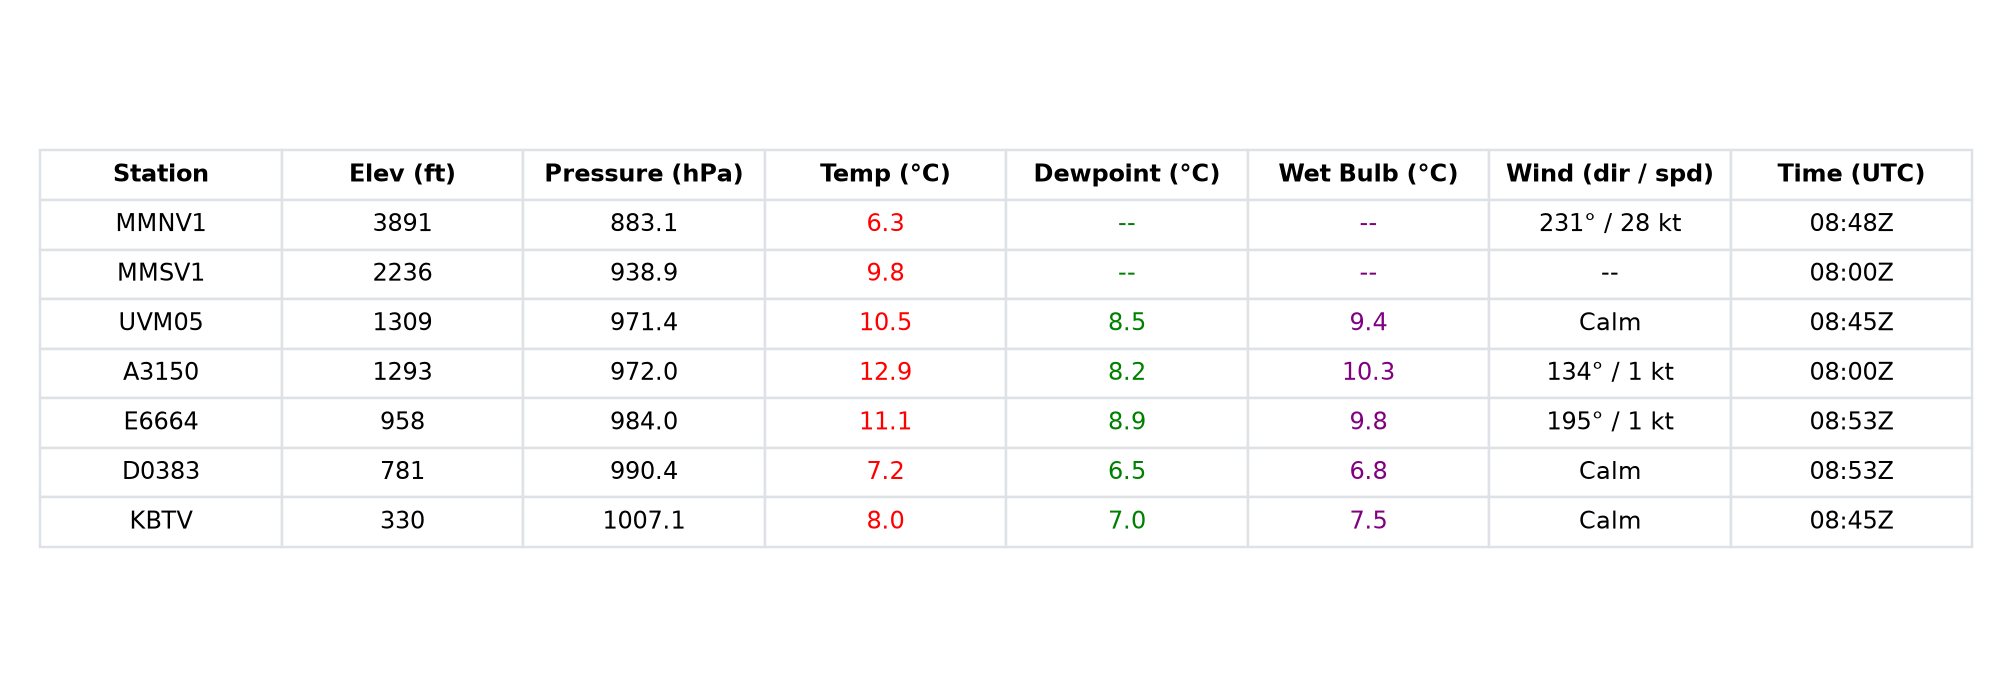 Station Elev (ft) Pressure (hPa) Temp (°C) Dewpoint (°C) Wet Bulb (°C) Wind (dir / spd) Time (UTC)
MMNV1 3891 883.1 6.3 -- -- 231° / 28 kt 08:48Z
MMSV1 2236 938.9 9.8 -- -- -- 08:00Z
UVM05 1309 971.4 10.5 8.5 9.4 Calm 08:45Z
A3150 1293 972.0 12.9 8.2 10.3 134° / 1 kt 08:00Z
E6664 958 984.0 11.1 8.9 9.8 195° / 1 kt 08:53Z
D0383 781 990.4 7.2 6.5 6.8 Calm 08:53Z
KBTV 330 1007.1 8.0 7.0 7.5 Calm 08:45Z